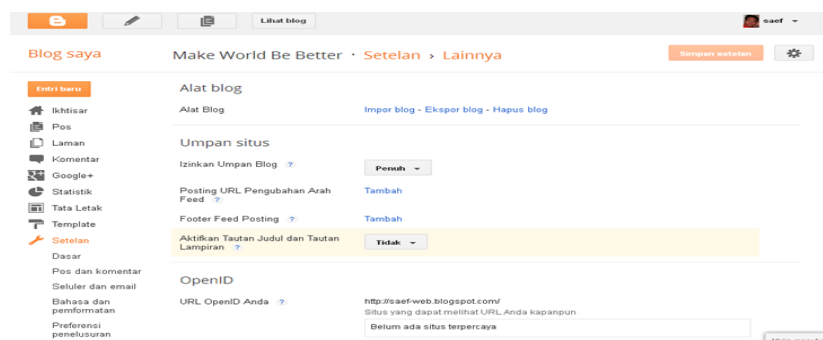 Lihat blog
saef
Blog saya
Make World Be Better · Setelan › Lainnya
Simpan setelan
Entri baru
Ikhtisar
Pos
Laman
Komentar
Google+
Statistik
Tata Letak
Template
Setelan
Dasar
Pos dan komentar
Seluler dan email
Bahasa dan
pemformatan
Preferensi
penelusuran
Alat blog
Alat Blog
Impor blog - Ekspor blog - Hapus blog
Umpan situs
Izinkan Umpan Blog ?
Penuh
Posting URL Pengubahan Arah
Feed ?
Tambah
Footer Feed Posting ?
Tambah
Aktifkan Tautan Judul dan Tautan
Lampiran ?
Tidak
OpenID
URL OpenID Anda ?
http://saef-web.blogspot.com/
Situs yang dapat melihat URL Anda kapanpun
Belum ada situs terpercaya